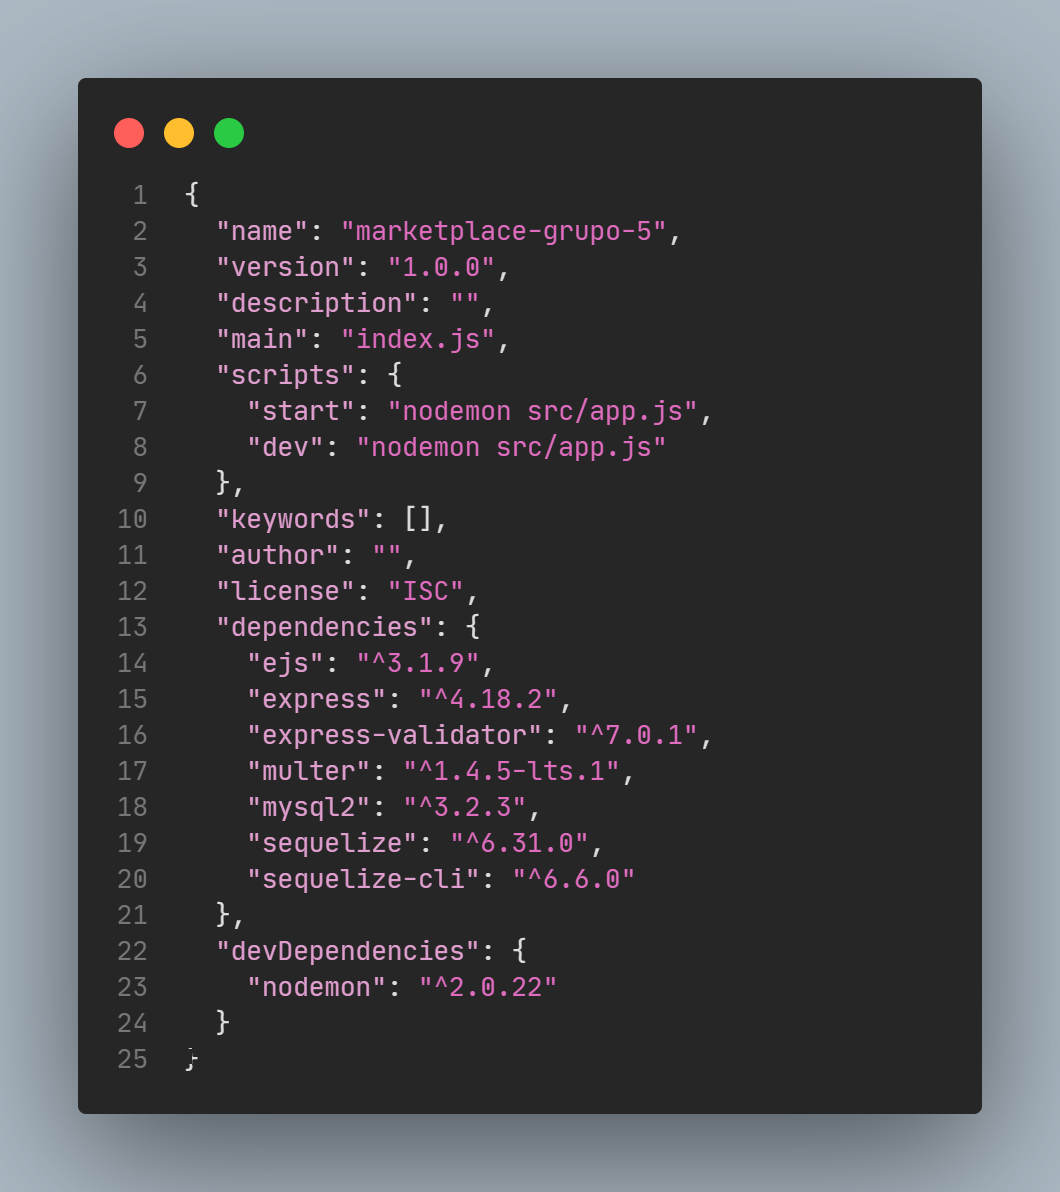 1 {
2   "name": "marketplace-grupo-5",
3   "version": "1.0.0",
4   "description": "",
5   "main": "index.js",
6   "scripts": {
7     "start": "nodemon src/app.js",
8     "dev": "nodemon src/app.js"
9   },
10   "keywords": [],
11   "author": "",
12   "license": "ISC",
13   "dependencies": {
14     "ejs": "^3.1.9",
15     "express": "^4.18.2",
16     "express-validator": "^7.0.1",
17     "multer": "^1.4.5-lts.1",
18     "mysql2": "^3.2.3",
19     "sequelize": "^6.31.0",
20     "sequelize-cli": "^6.6.0"
21   },
22   "devDependencies": {
23     "nodemon": "^2.0.22"
24   }
25 }